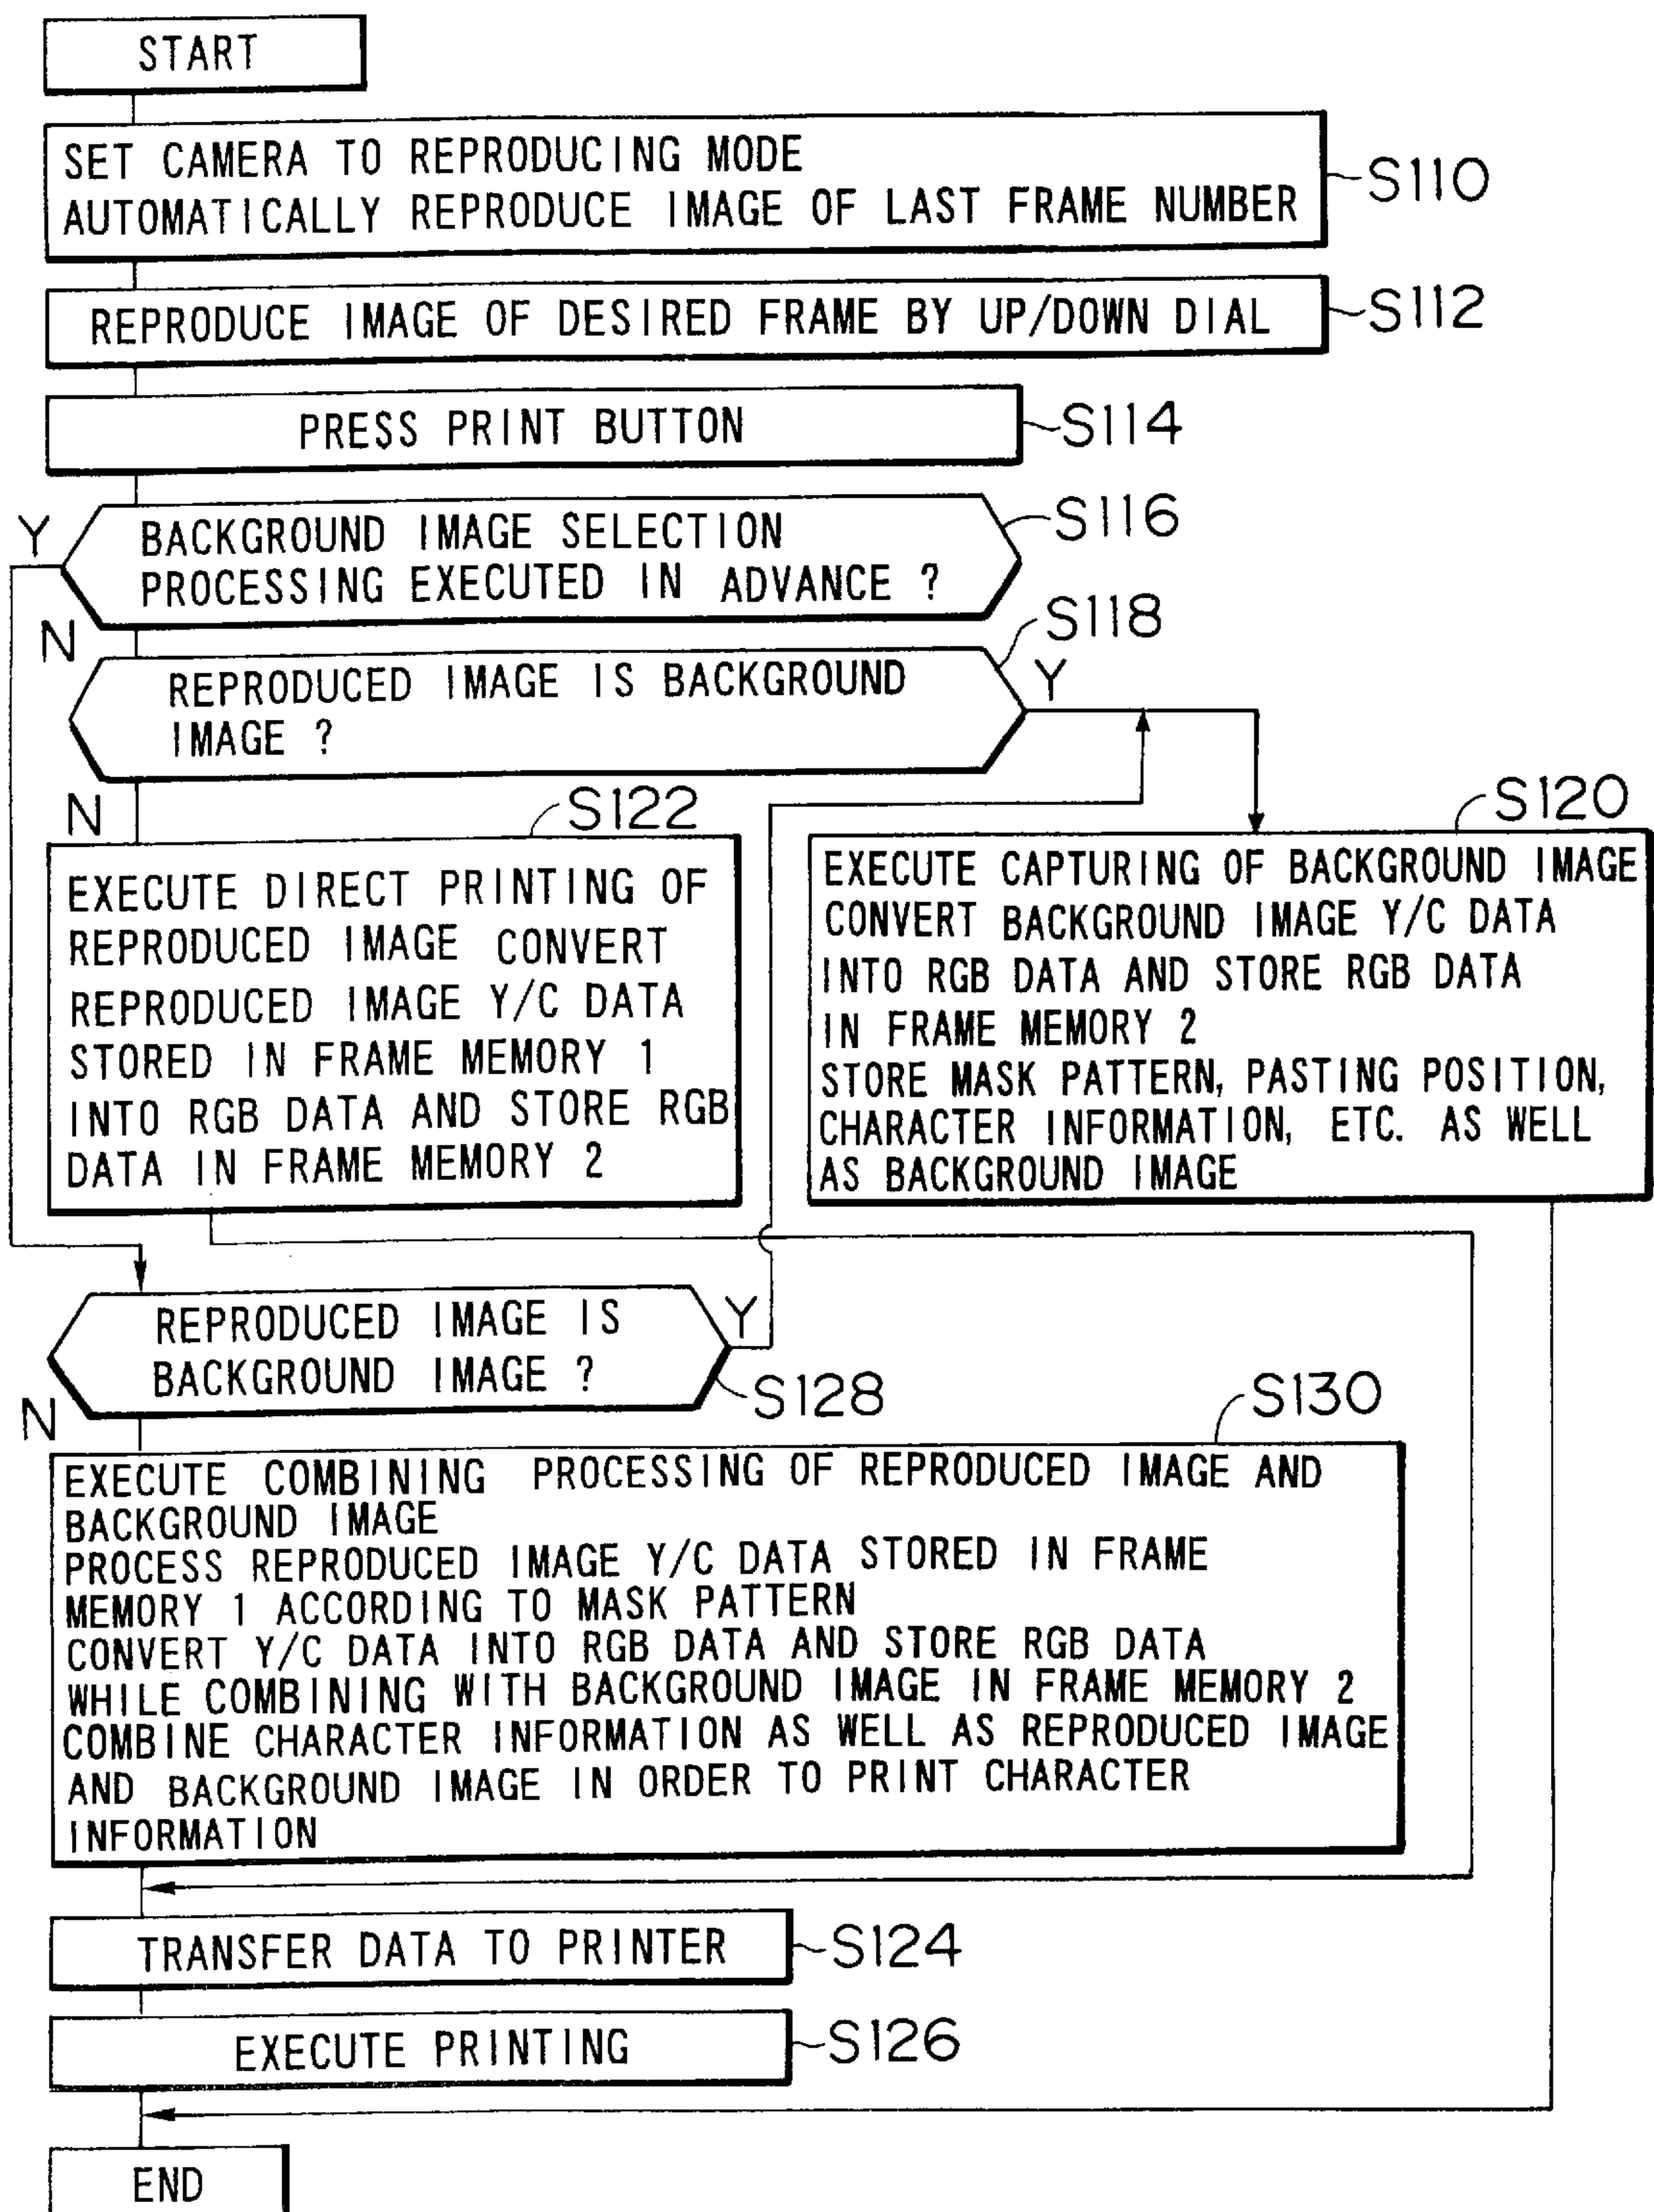 START
SET CAMERA TO REPRODUCING MODE
AUTOMATICALLY REPRODUCE IMAGE OF LAST FRAME NUMBER
S110
REPRODUCE IMAGE OF DESIRED FRAME BY UP/DOWN DIAL
S112
PRESS PRINT BUTTON
S114
Y
BACKGROUND IMAGE SELECTION
PROCESSING EXECUTED IN ADVANCE ?
S116
N
S118
REPRODUCED IMAGE IS BACKGROUND
IMAGE ?
Y
N
S122
EXECUTE DIRECT PRINTING OF
REPRODUCED IMAGE CONVERT
REPRODUCED IMAGE Y/C DATA
STORED IN FRAME MEMORY 1
INTO RGB DATA AND STORE RGB
DATA IN FRAME MEMORY 2
S120
EXECUTE CAPTURING OF BACKGROUND IMAGE
CONVERT BACKGROUND IMAGE Y/C DATA
INTO RGB DATA AND STORE RGB DATA
IN FRAME MEMORY 2
STORE MASK PATTERN, PASTING POSITION,
CHARACTER INFORMATION, ETC. AS WELL
AS BACKGROUND IMAGE
REPRODUCED IMAGE IS
BACKGROUND IMAGE ?
Y
S128
N
S130
EXECUTE COMBINING PROCESSING OF REPRODUCED IMAGE AND
BACKGROUND IMAGE
PROCESS REPRODUCED IMAGE Y/C DATA STORED IN FRAME
MEMORY 1 ACCORDING TO MASK PATTERN
CONVERT Y/C DATA INTO RGB DATA AND STORE RGB DATA
WHILE COMBINING WITH BACKGROUND IMAGE IN FRAME MEMORY 2
COMBINE CHARACTER INFORMATION AS WELL AS REPRODUCED IMAGE
AND BACKGROUND IMAGE IN ORDER TO PRINT CHARACTER
INFORMATION
TRANSFER DATA TO PRINTER
S124
EXECUTE PRINTING
S126
END